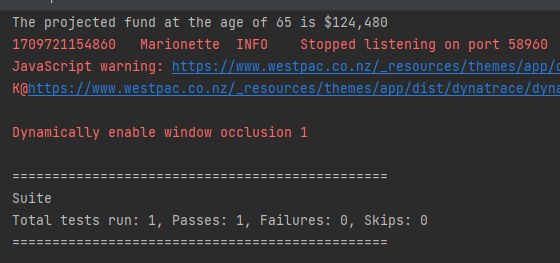 The projected fund at the age of 65 is $124,480
1709721154860 Marionette INFO Stopped listening on port 58960
JavaScript warning: https://www.westpac.co.nz/_resources/themes/app/
K@https://www.westpac.co.nz/_resources/themes/app/dist/dynatrace/dyna
Dynamically enable window occlusion 1
===============================================
Suite
Total tests run: 1, Passes: 1, Failures: 0, Skips: 0
===============================================